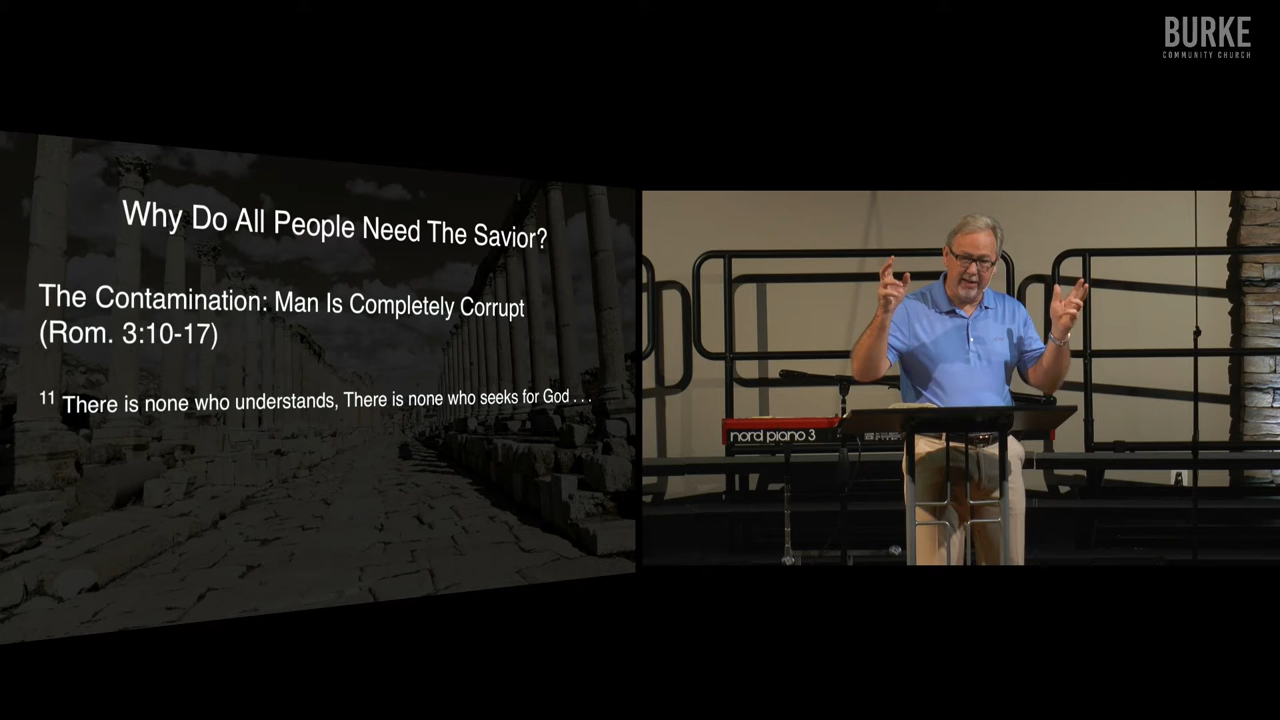 BURKE
COMMUNITY CHURCH
Why Do All People Need The Savior?
The Contamination: Man Is Completely Corrupt
(Rom. 3:10-17)
11 There is none who understands, There is none who seeks for God . . .
nord piano 3